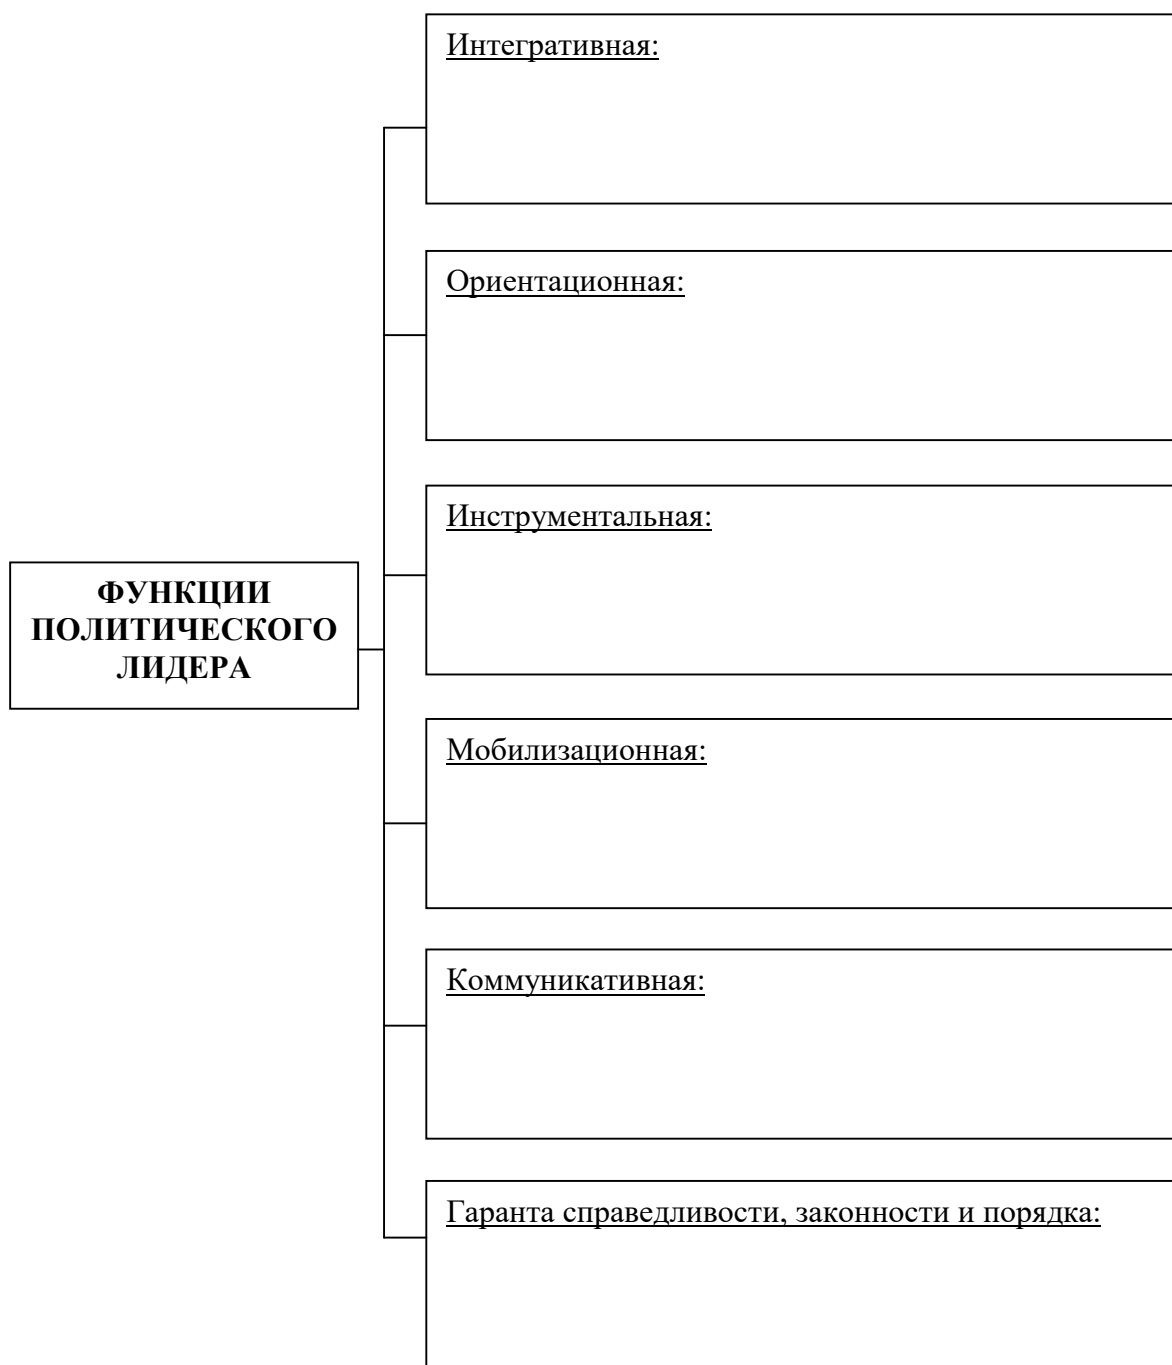 Интегративная:
Ориентационная:
Инструментальная:
ФУНКЦИИ
ПОЛИТИЧЕСКОГО
ЛИДЕРА
Мобилизационная:
Коммуникативная:
Гаранта справедливости, законности и порядка: